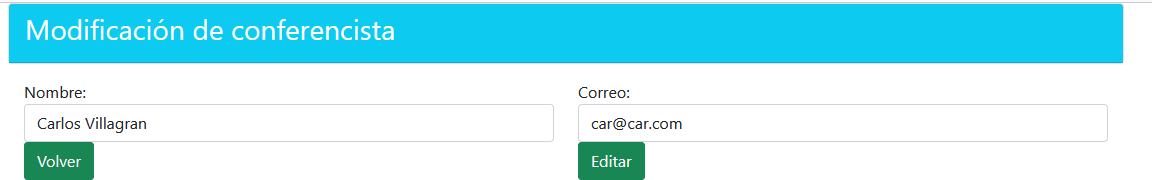 Modificación de conferencista
Nombre:
Correo:
Carlos Villagran
car@car.com
Volver
Editar